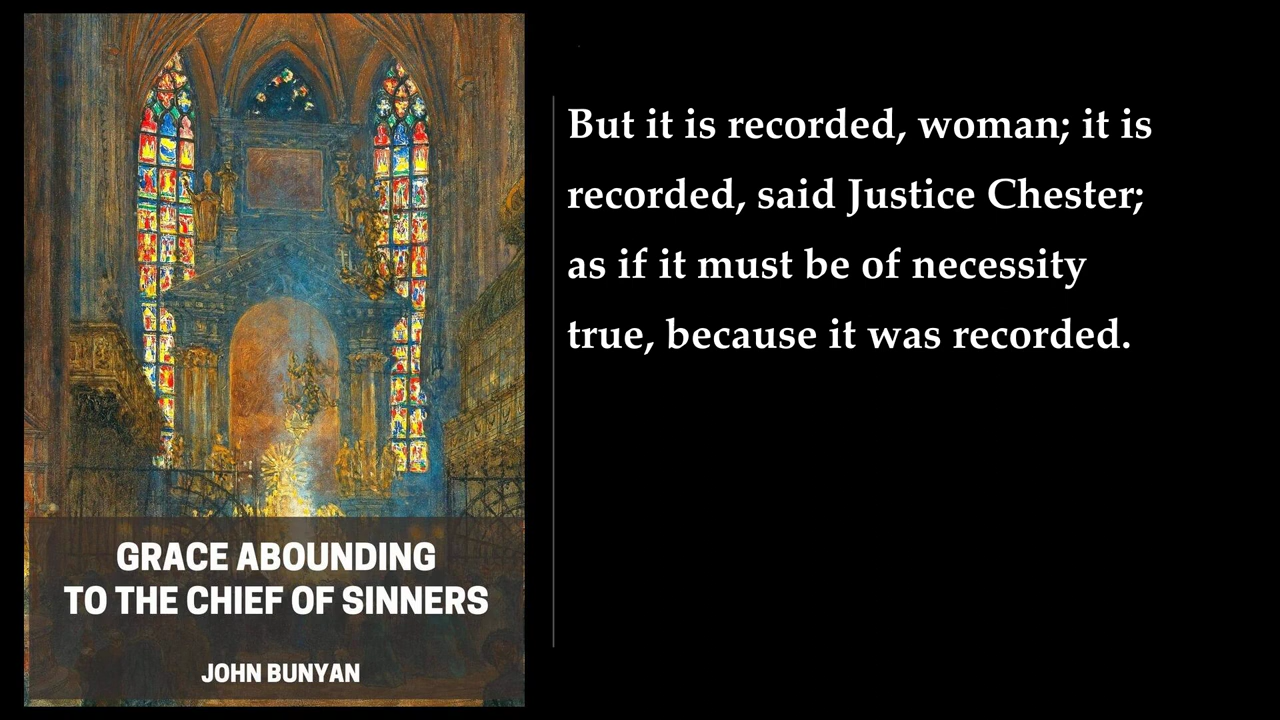 But it is recorded, woman; it is
recorded, said Justice Chester;
as if it must be of necessity
true, because it was recorded.
GRACE ABOUNDING
TO THE CHIEF OF SINNERS
JOHN BUNYAN